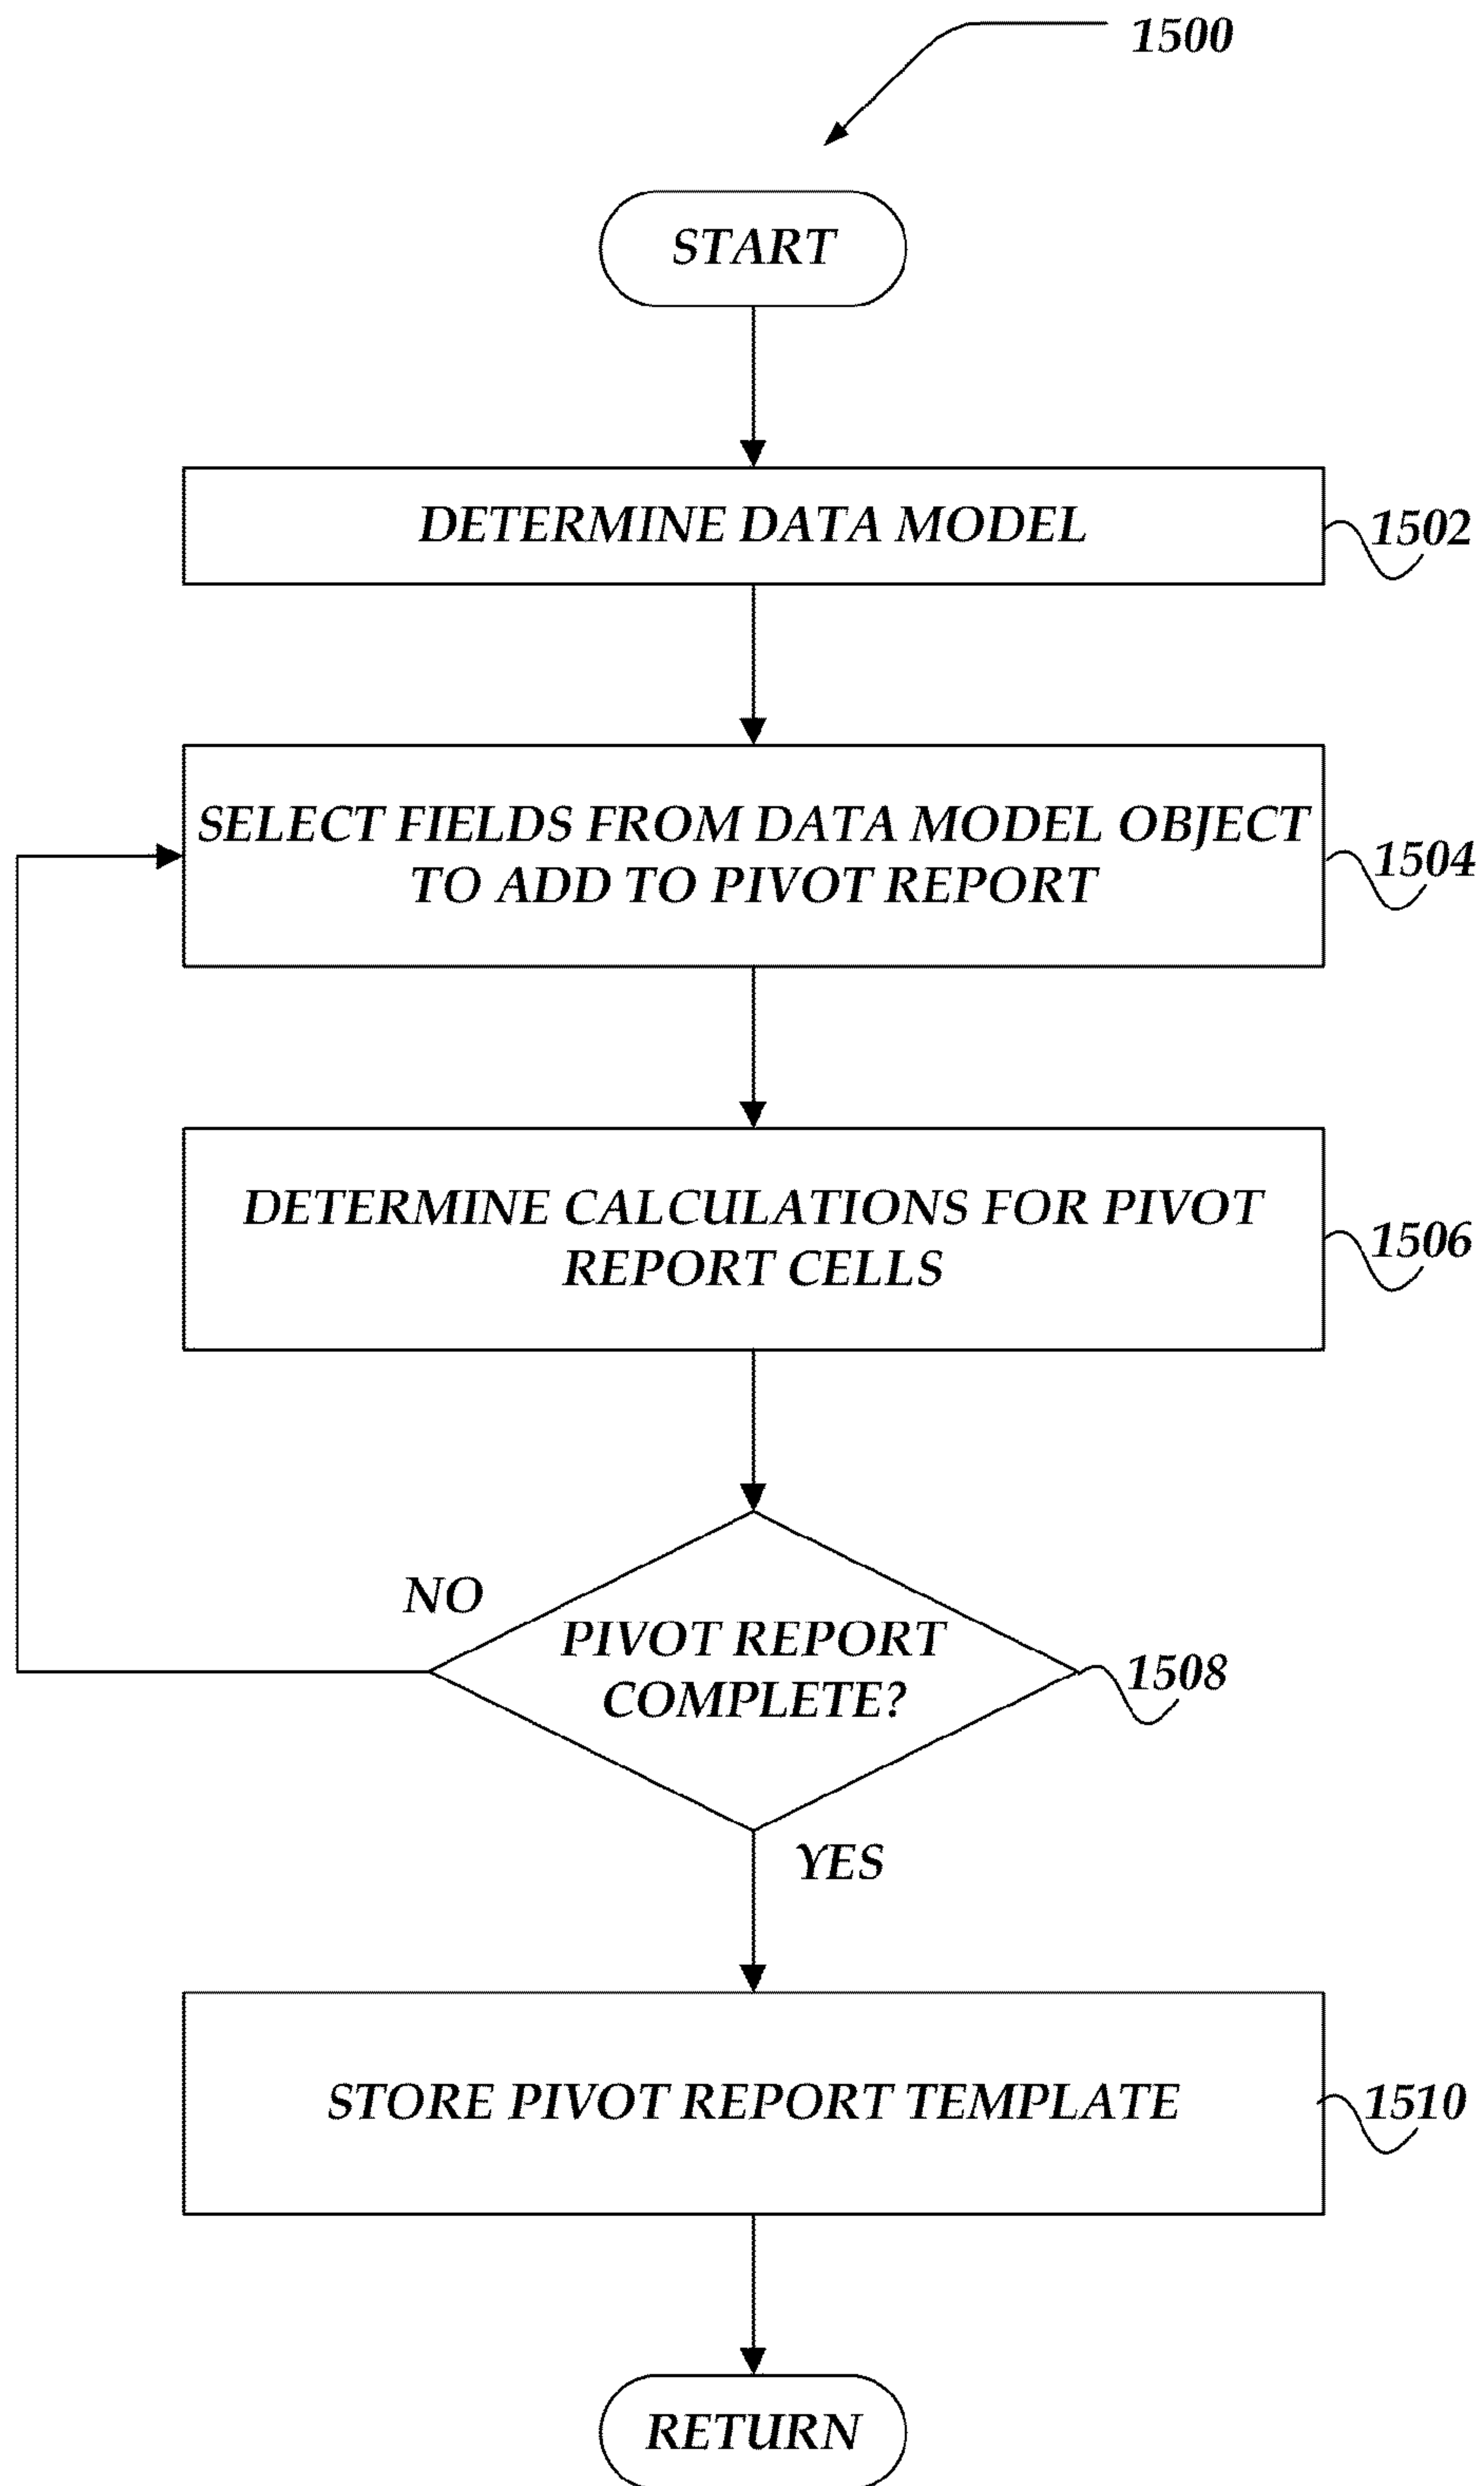 1500
START
DETERMINE DATA MODEL
1502
SELECT FIELDS FROM DATA MODEL OBJECT
TO ADD TO PIVOT REPORT
1504
DETERMINE CALCULATIONS FOR PIVOT
REPORT CELLS
1506
NO
PIVOT REPORT
COMPLETE?
1508
YES
STORE PIVOT REPORT TEMPLATE
1510
RETURN